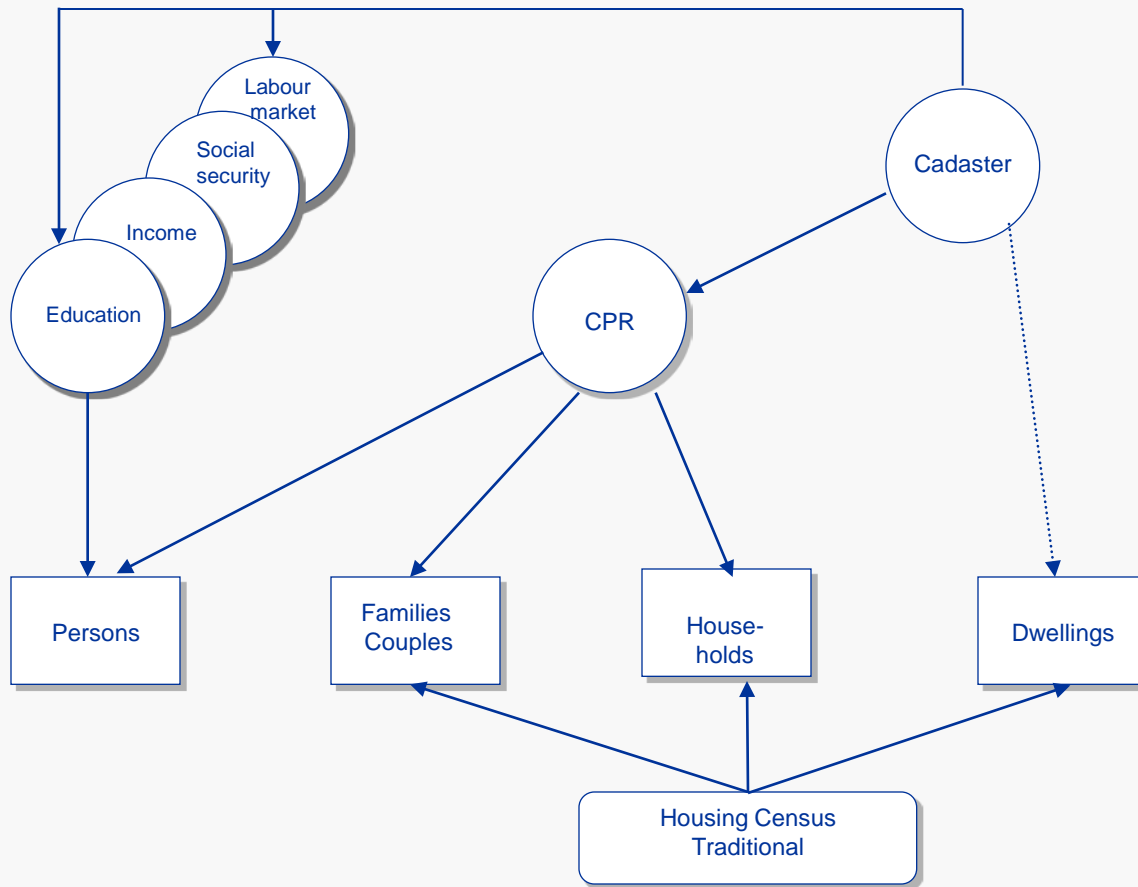 Labour
market
Social
security
Cadaster
Income
Education
CPR
Persons
Families
Couples
House-
holds
Dwellings
Housing Census
Traditional